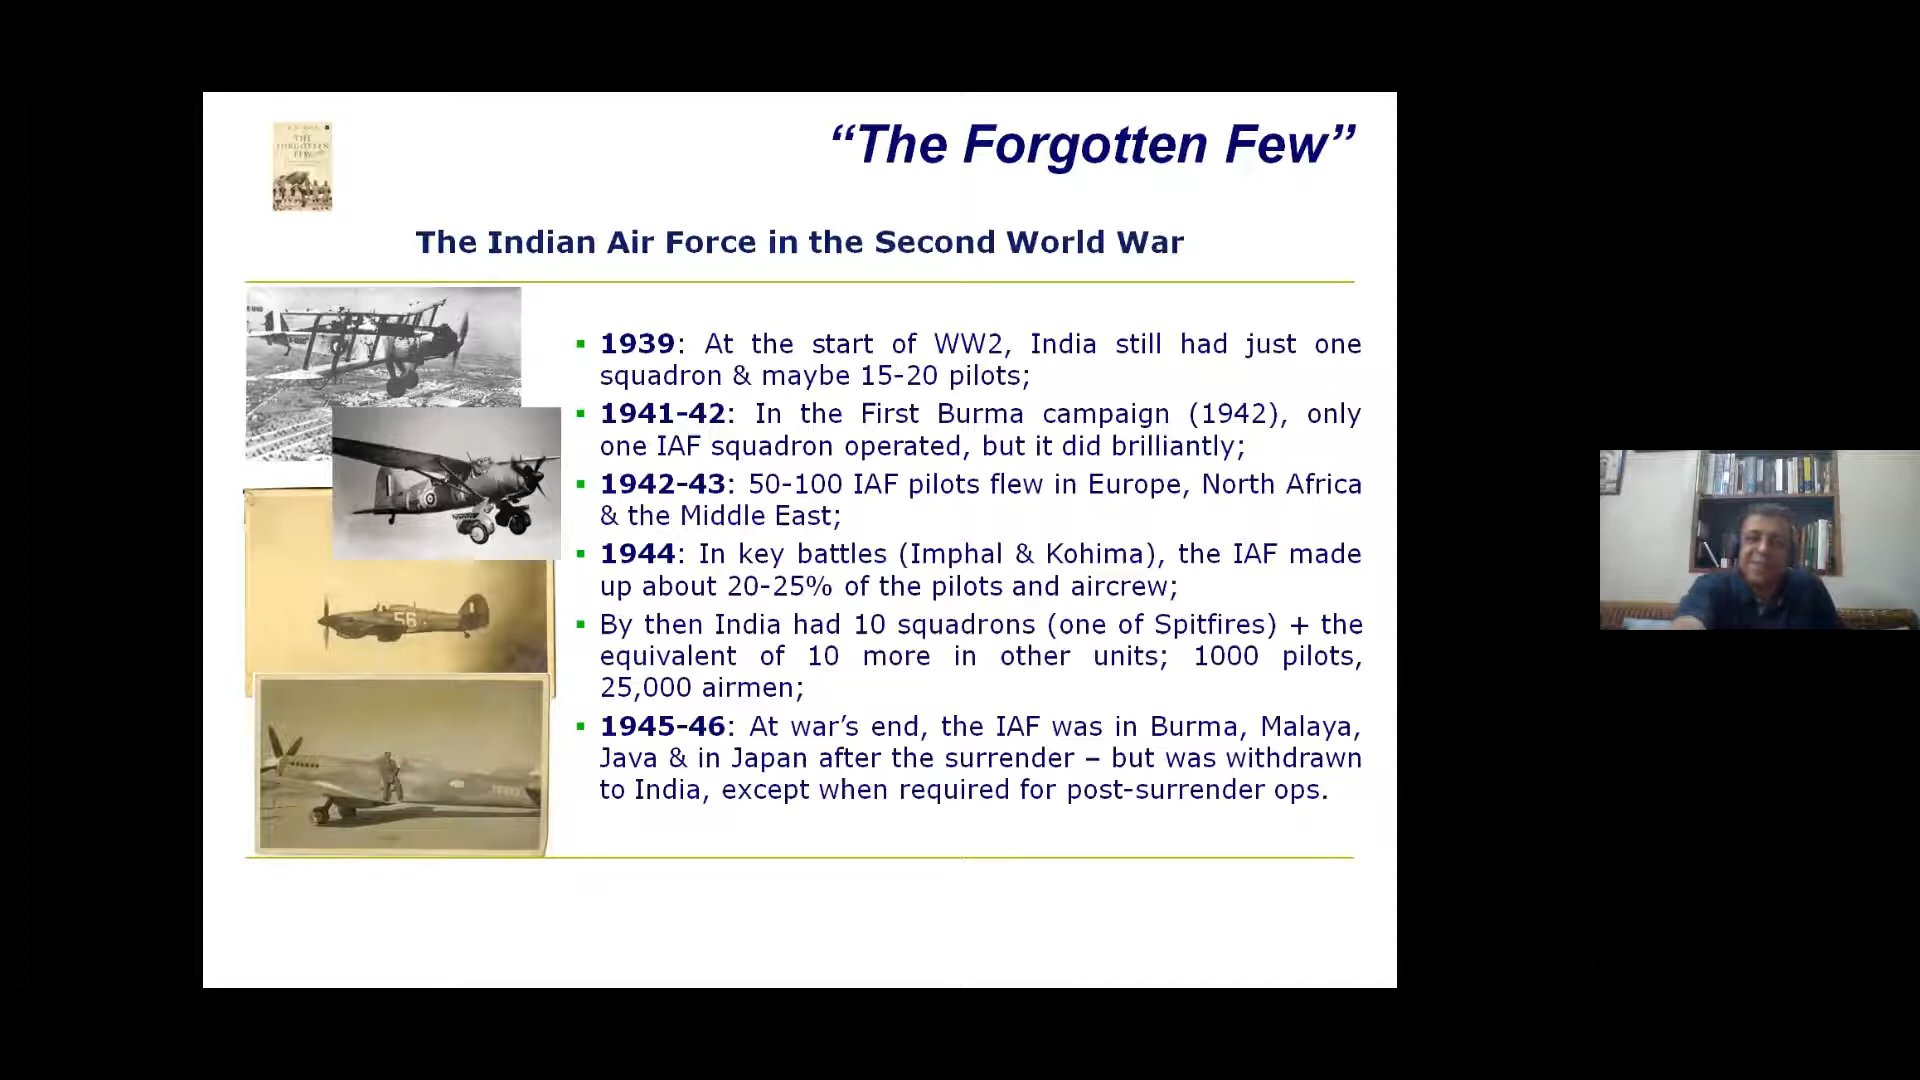 THE
FORGOTTEN
FEW
“The Forgotten Few”
The Indian Air Force in the Second World War
1939: At the start of WW2, India still had just one
squadron & maybe 15-20 pilots;
1941-42: In the First Burma campaign (1942), only
one IAF squadron operated, but it did brilliantly;
1942-43: 50-100 IAF pilots flew in Europe, North Africa
& the Middle East;
1944: In key battles (Imphal & Kohima), the IAF made
up about 20-25% of the pilots and aircrew;
By then India had 10 squadrons (one of Spitfires) + the
equivalent of 10 more in other units; 1000 pilots,
25,000 airmen;
1945-46: At war’s end, the IAF was in Burma, Malaya,
Java & in Japan after the surrender – but was withdrawn
to India, except when required for post-surrender ops.
56